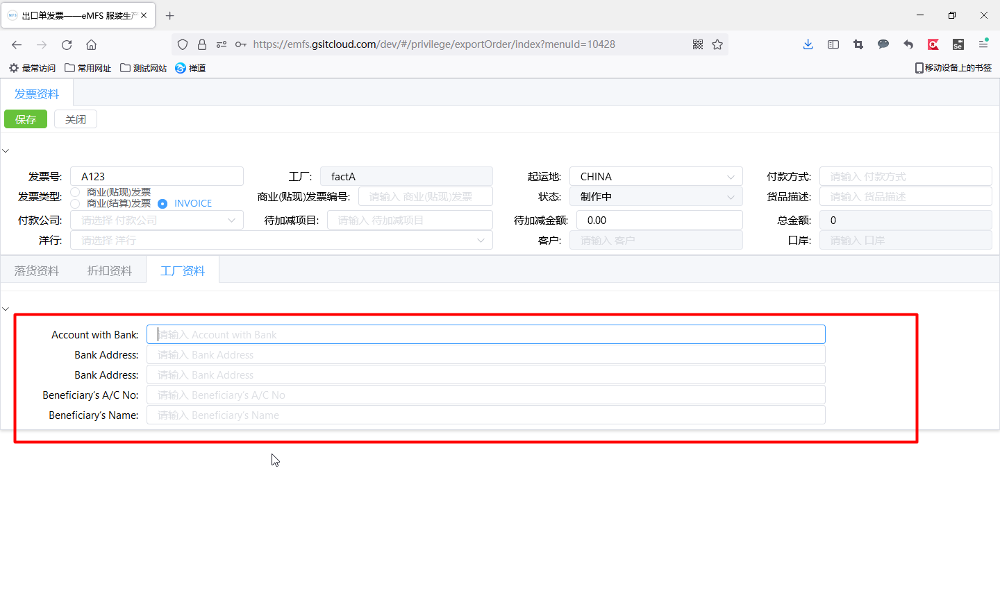 出口单发票——eMFS 服装生产
https://emfs.gsitcloud.com/dev/#/privilege/exportOrder/index?menuId=10428
最常访问 常用网址 测试网站 禅道 移动设备上的书签
发票资料
保存 关闭
发票号: A123 工厂: factA 起运地: CHINA 付款方式: 请输入 付款方式
发票类型: 商业(贴现)发票 商业(结算)发票 INVOICE 商业(贴现)发票编号: 请输入 商业(贴现)发票 状态: 制作中 货品描述: 请输入 货品描述
付款公司: 请选择 付款公司 待加减项目: 请输入 待加减项目 待加减金额: 0.00 总金额: 0
洋行: 请选择 洋行 客户: 请输入 客户 口岸: 请输入 口岸
落货资料 折扣资料 工厂资料
Account with Bank: 请输入 Account with Bank
Bank Address: 请输入 Bank Address
Bank Address: 请输入 Bank Address
Beneficiary's A/C No: 请输入 Beneficiary's A/C No
Beneficiary's Name: 请输入 Beneficiary's Name